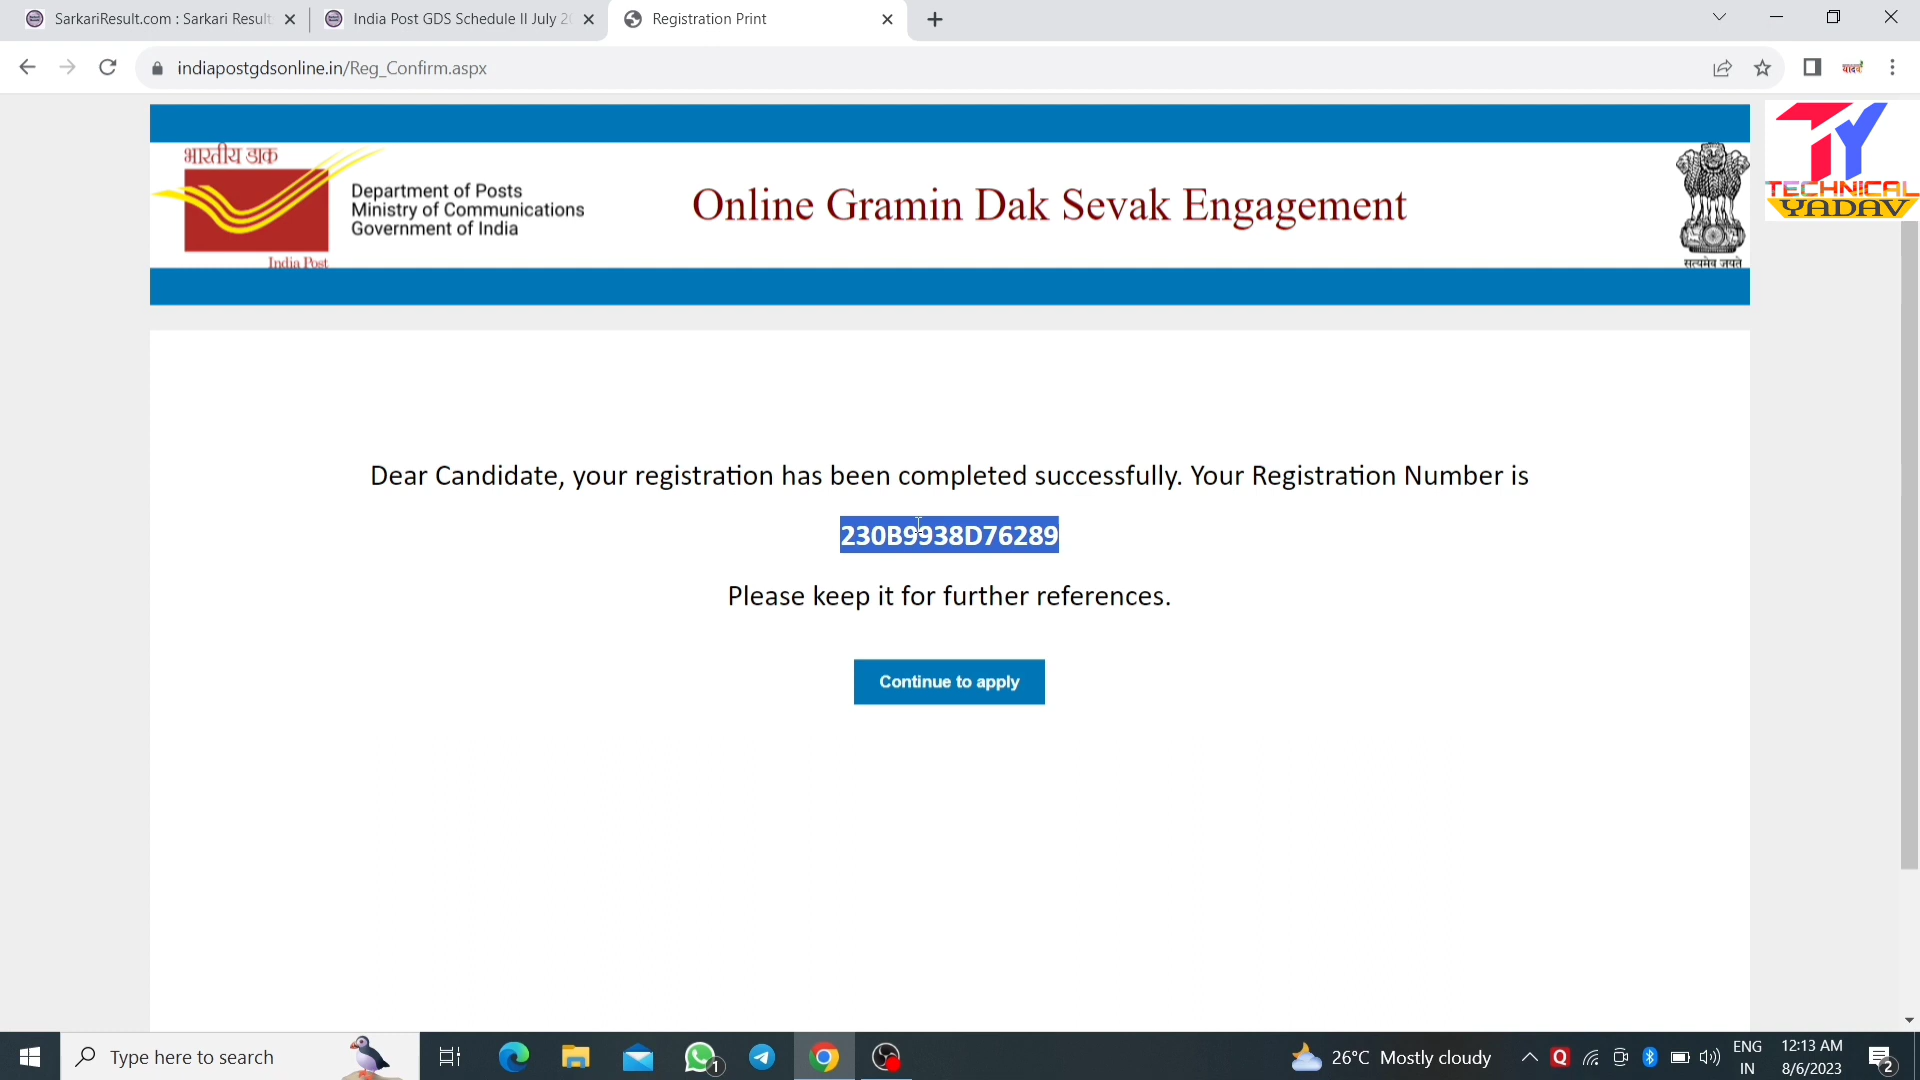 SarkariResult.com : Sarkari Result
India Post GDS Schedule II July 20
Registration Print
indiapostgdsonline.in/Reg_Confirm.aspx
यादव
भारतीय डाक
Department of Posts
Ministry of Communications
Government of India
India Post
Online Gramin Dak Sevak Engagement
सत्यमेव जयते
TY
TECHNICAL
YADAV
Dear Candidate, your registration has been completed successfully. Your Registration Number is
230B9938D76289
Please keep it for further references.
Continue to apply
Type here to search
1
26°C Mostly cloudy
Q
ENG
IN
12:13 AM
8/6/2023
2